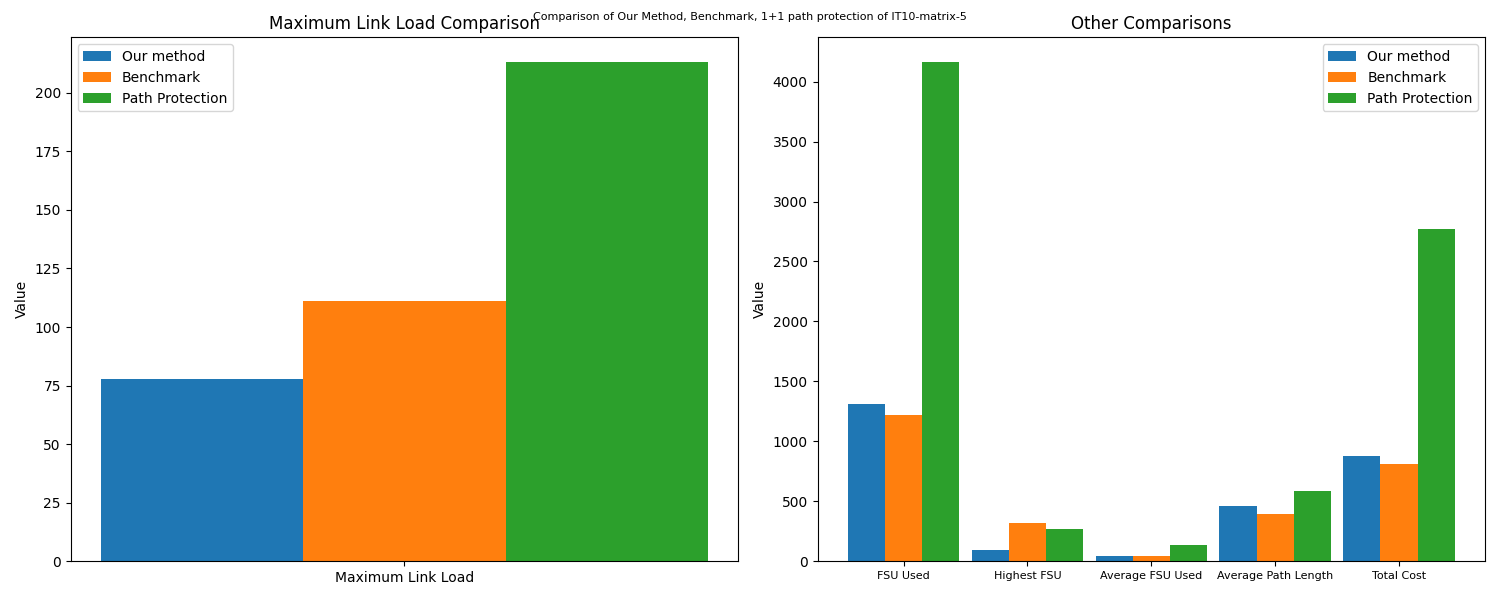 Comparison of Our Method, Benchmark, 1+1 path protection of IT10-matrix-5
Maximum Link Load Comparison
Our method
Benchmark
Path Protection
Value
200
175
150
125
100
75
50
25
0
Maximum Link Load
Other Comparisons
Our method
Benchmark
Path Protection
Value
4000
3500
3000
2500
2000
1500
1000
500
0
FSU Used
Highest FSU
Average FSU Used
Average Path Length
Total Cost